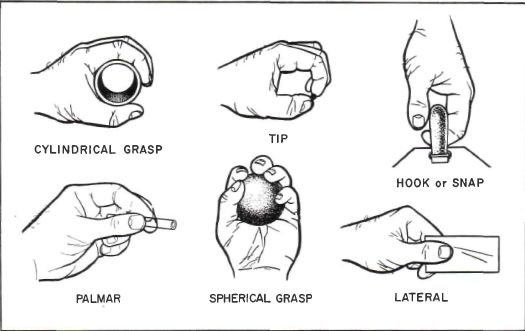 CYLINDRICAL GRASP
TIP
HOOK or SNAP
PALMAR
SPHERICAL GRASP
LATERAL